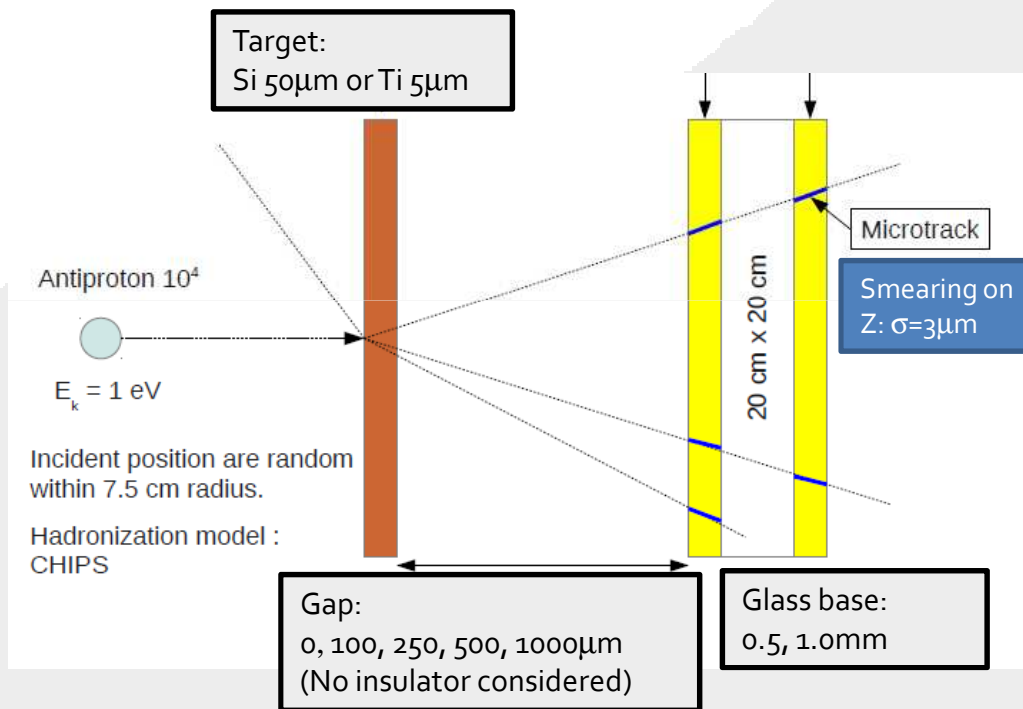 Target:
Si 50μm or Ti 5μm
Microtrack
Antiproton 10⁴
Smearing on
Z: σ=3μm
20 cm x 20 cm
Eₖ = 1 eV
Incident position are random
within 7.5 cm radius.
Hadronization model :
CHIPS
Gap:
0, 100, 250, 500, 1000μm
(No insulator considered)
Glass base:
0.5, 1.0mm